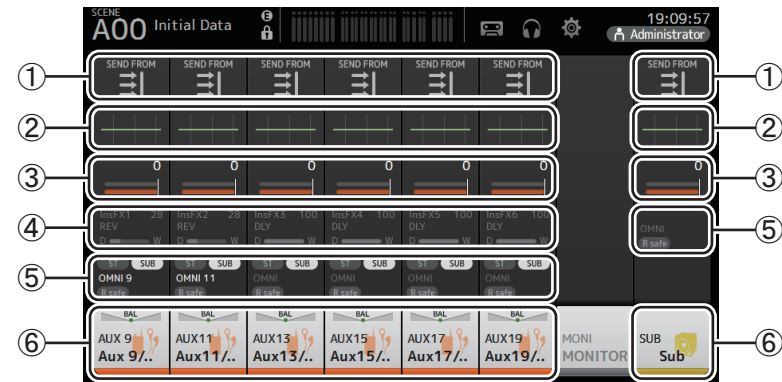 SCENE
A00 Initial Data E 19:09:57
Administrator
① SEND FROM SEND FROM SEND FROM SEND FROM SEND FROM SEND FROM SEND FROM ①
② ②
③ 0 0 0 0 0 0 0 ③
④ InsFX1 28 InsFX2 28 InsFX3 100 InsFX4 100 InsFX5 100 InsFX6 100
REV REV DLY DLY DLY DLY
D W D W D W D W D W D W
OMNI ⑤
R safe
ST SUB ST SUB ST SUB ST SUB ST SUB ST SUB
⑤ OMNI 9 OMNI 11 OMNI OMNI OMNI OMNI
R safe R safe R safe R safe R safe R safe
BAL BAL BAL BAL BAL BAL
⑥ AUX 9 AUX11 AUX13 AUX15 AUX17 AUX19 MONI SUB ⑥
Aux 9/.. Aux11/.. Aux13/.. Aux15/.. Aux17/.. Aux19/.. MONITOR Sub